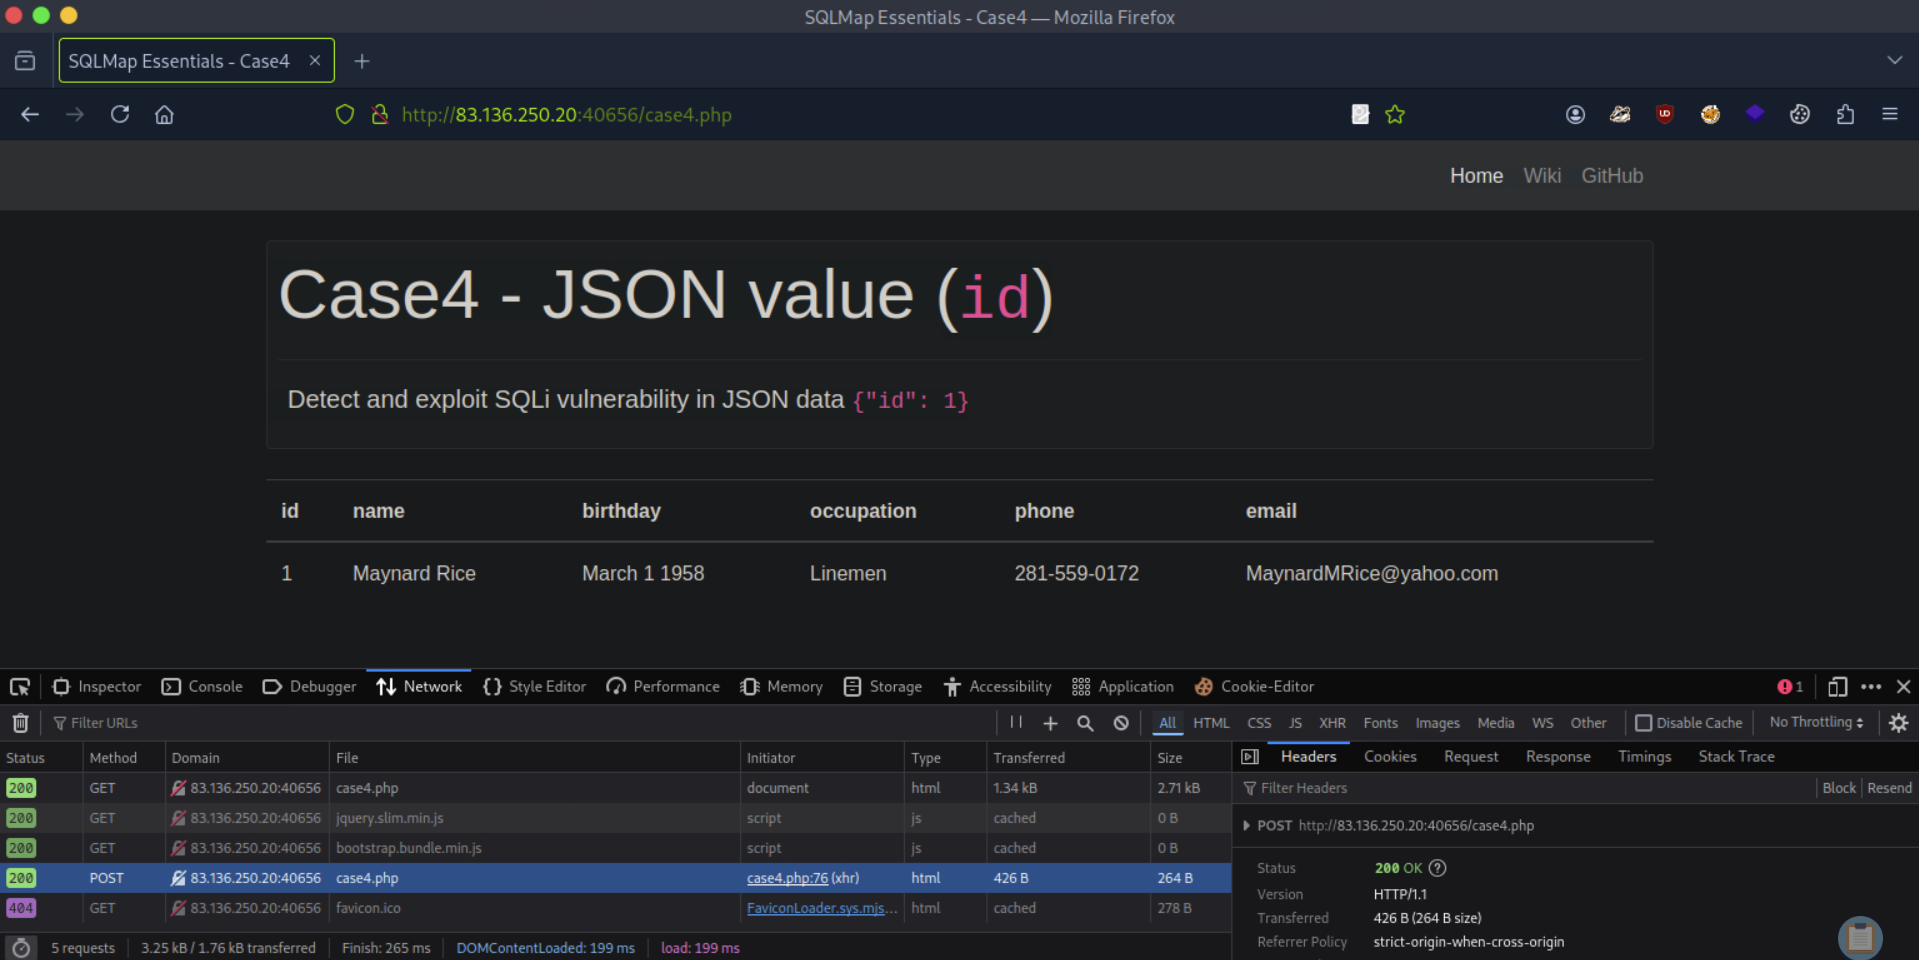 SQLMap Essentials - Case4 — Mozilla Firefox
SQLMap Essentials - Case4
http://83.136.250.20:40656/case4.php
Home Wiki GitHub
Case4 - JSON value (id)
Detect and exploit SQLi vulnerability in JSON data {"id": 1}
id name birthday occupation phone email
1 Maynard Rice March 1 1958 Linemen 281-559-0172 MaynardMRice@yahoo.com
Inspector Console Debugger Network Style Editor Performance Memory Storage Accessibility Application Cookie-Editor 1
Filter URLs All HTML CSS JS XHR Fonts Images Media WS Other Disable Cache No Throttling
Status Method Domain File Initiator Type Transferred Size
200 GET 83.136.250.20:40656 case4.php document html 1.34 kB 2.71 kB
200 GET 83.136.250.20:40656 jquery.slim.min.js script js cached 0 B
200 GET 83.136.250.20:40656 bootstrap.bundle.min.js script js cached 0 B
200 POST 83.136.250.20:40656 case4.php case4.php:76 (xhr) html 426 B 264 B
404 GET 83.136.250.20:40656 favicon.ico FaviconLoader.sys.mjs... html cached 278 B
5 requests 3.25 kB / 1.76 kB transferred Finish: 265 ms DOMContentLoaded: 199 ms load: 199 ms
Headers Cookies Request Response Timings Stack Trace
Filter Headers Block Resend
POST http://83.136.250.20:40656/case4.php
Status 200 OK
Version HTTP/1.1
Transferred 426 B (264 B size)
Referrer Policy strict-origin-when-cross-origin